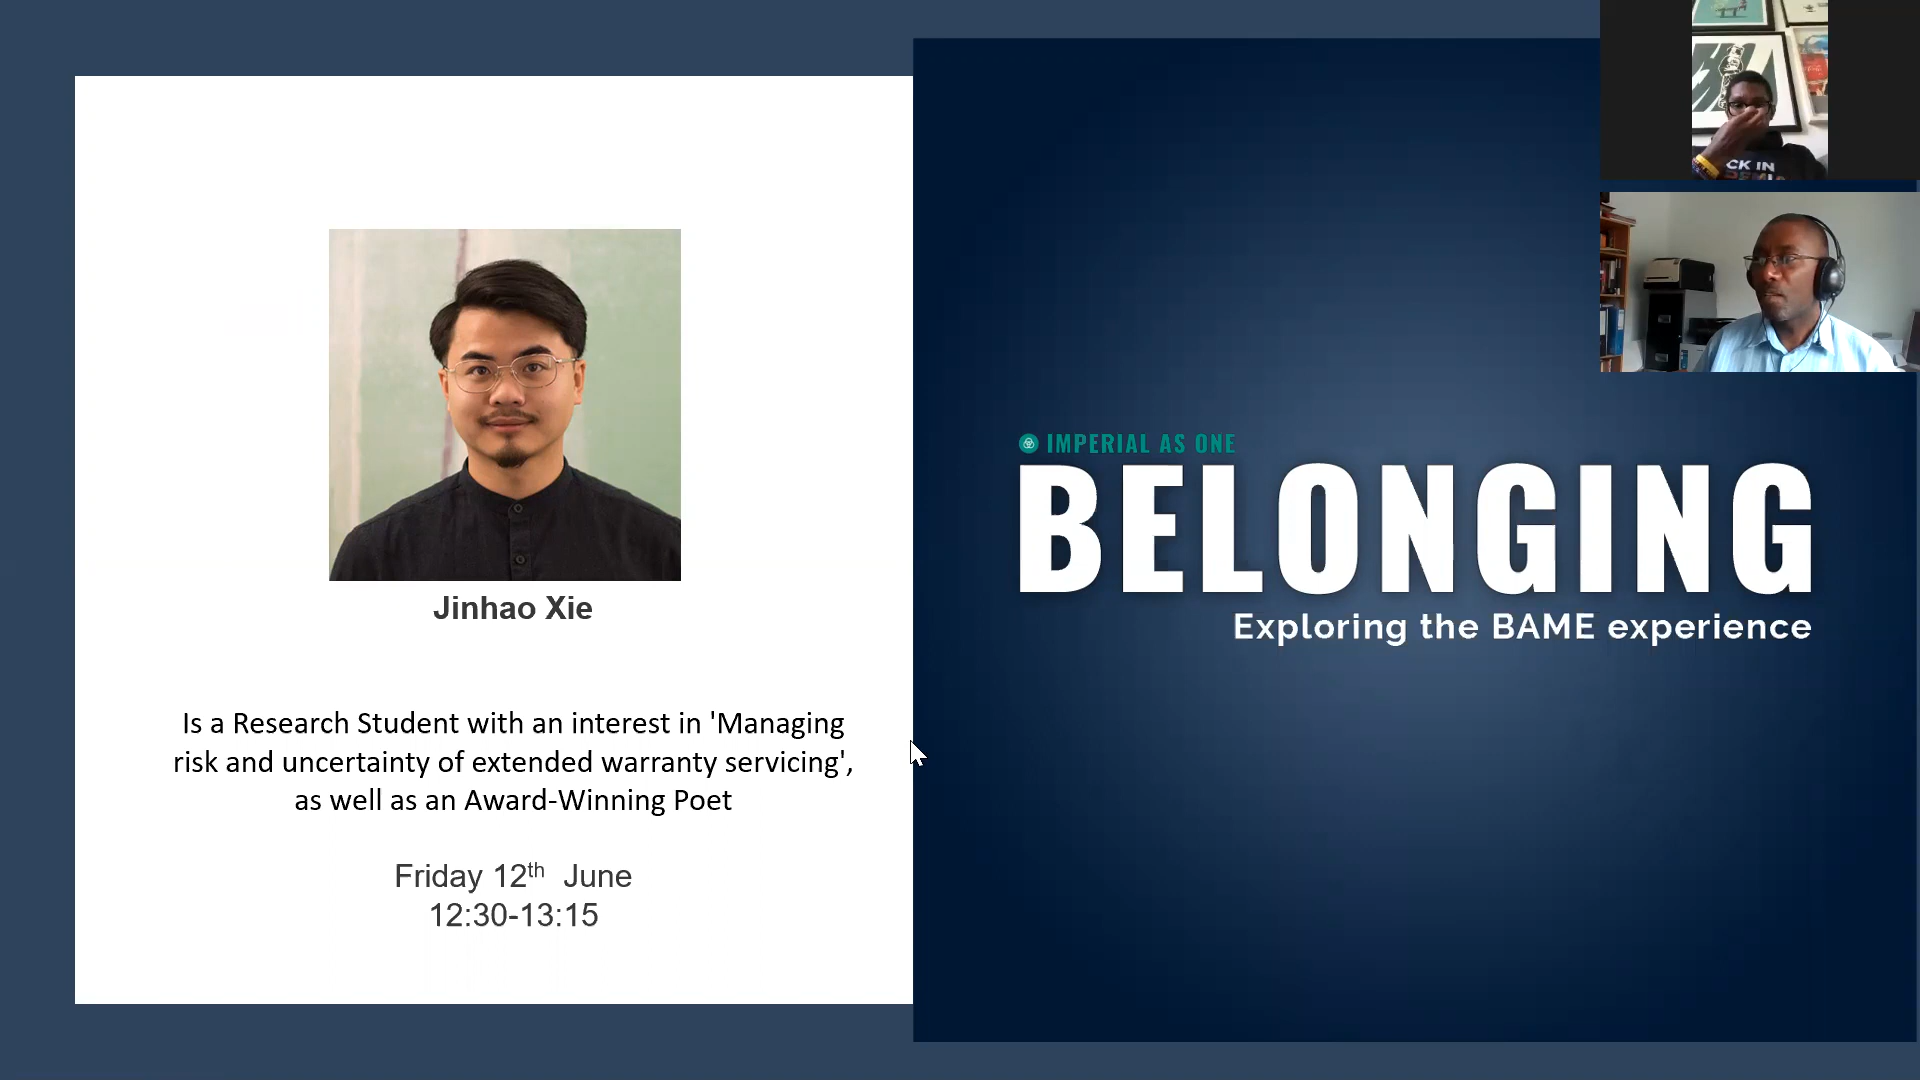 Jinhao Xie
Is a Research Student with an interest in 'Managing
risk and uncertainty of extended warranty servicing',
as well as an Award-Winning Poet
Friday 12th June
12:30-13:15
IMPERIAL AS ONE
BELONGING
Exploring the BAME experience
CK IN